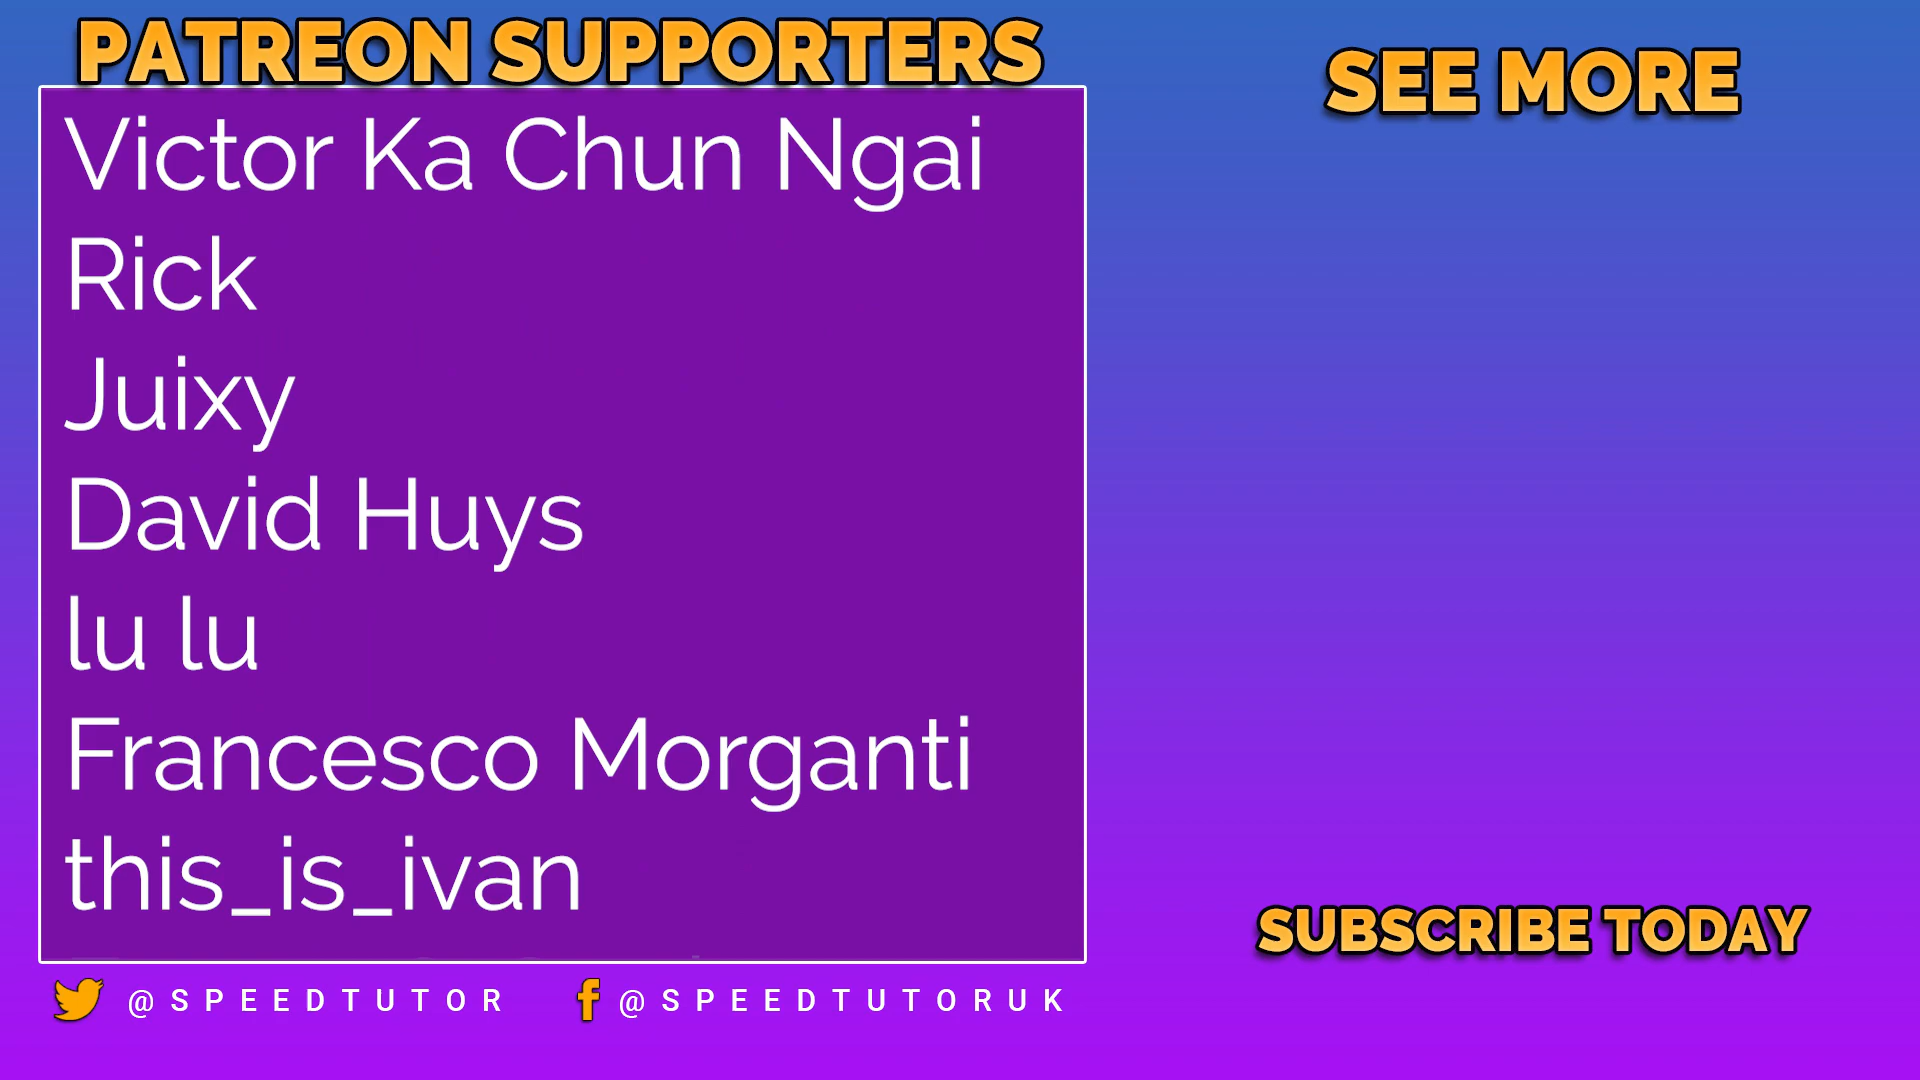 PATREON SUPPORTERS
Victor Ka Chun Ngai
Rick
Juixy
David Huys
lu lu
Francesco Morganti
this_is_ivan
@SPEEDTUTOR
@SPEEDTUTORUK
SEE MORE
SUBSCRIBE TODAY